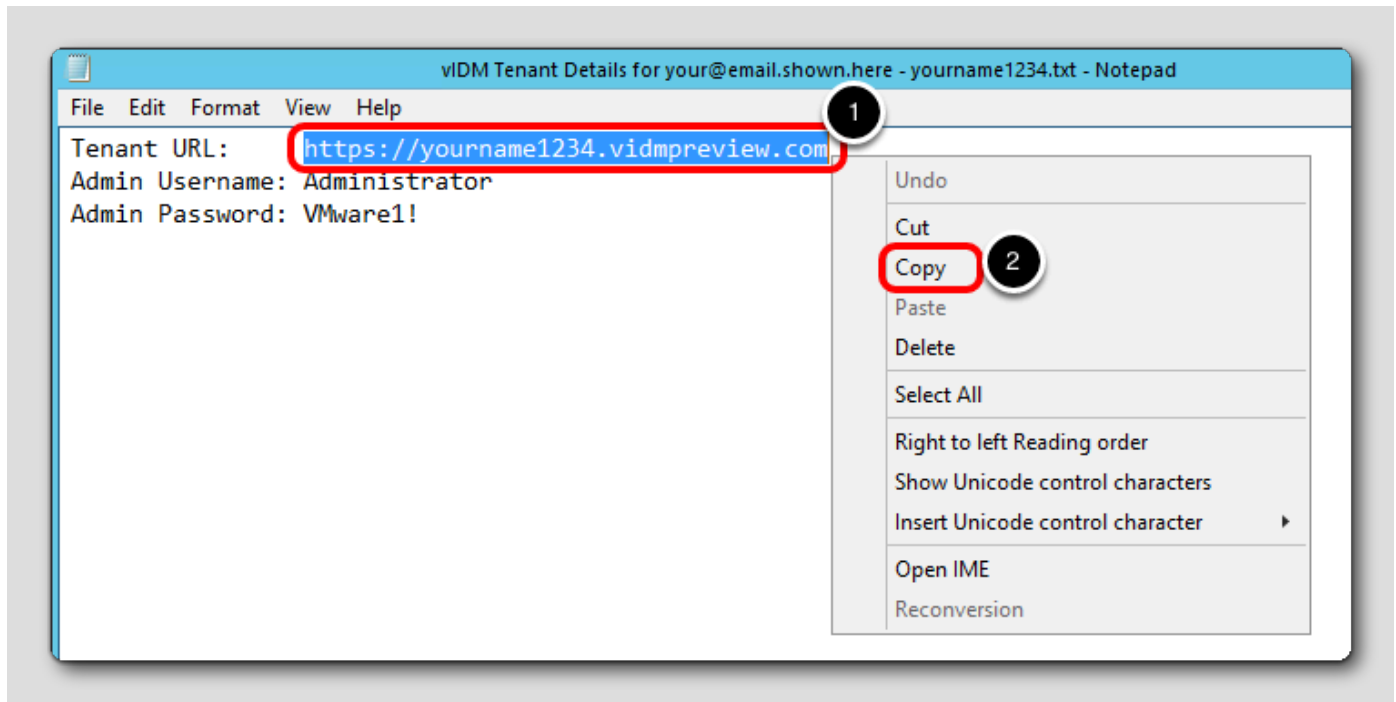 vIDM Tenant Details for your@email.shown.here - yourname1234.txt - Notepad
File Edit Format View Help
1
Tenant URL: https://yourname1234.vidmpreview.com
Admin Username: Administrator
Admin Password: VMware1!
Undo
Cut
Copy 2
Paste
Delete
Select All
Right to left Reading order
Show Unicode control characters
Insert Unicode control character
Open IME
Reconversion